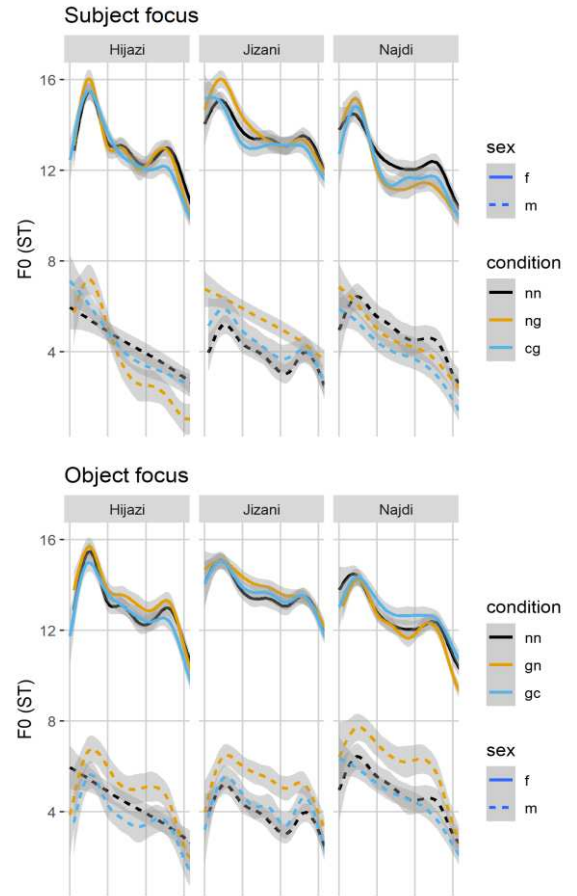 Subject focus
Hijazi Jizani Najdi
16
12
8
4
F0 (ST)
sex
f
m
condition
nn
ng
cg
Object focus
Hijazi Jizani Najdi
16
12
8
4
F0 (ST)
condition
nn
gn
gc
sex
f
m